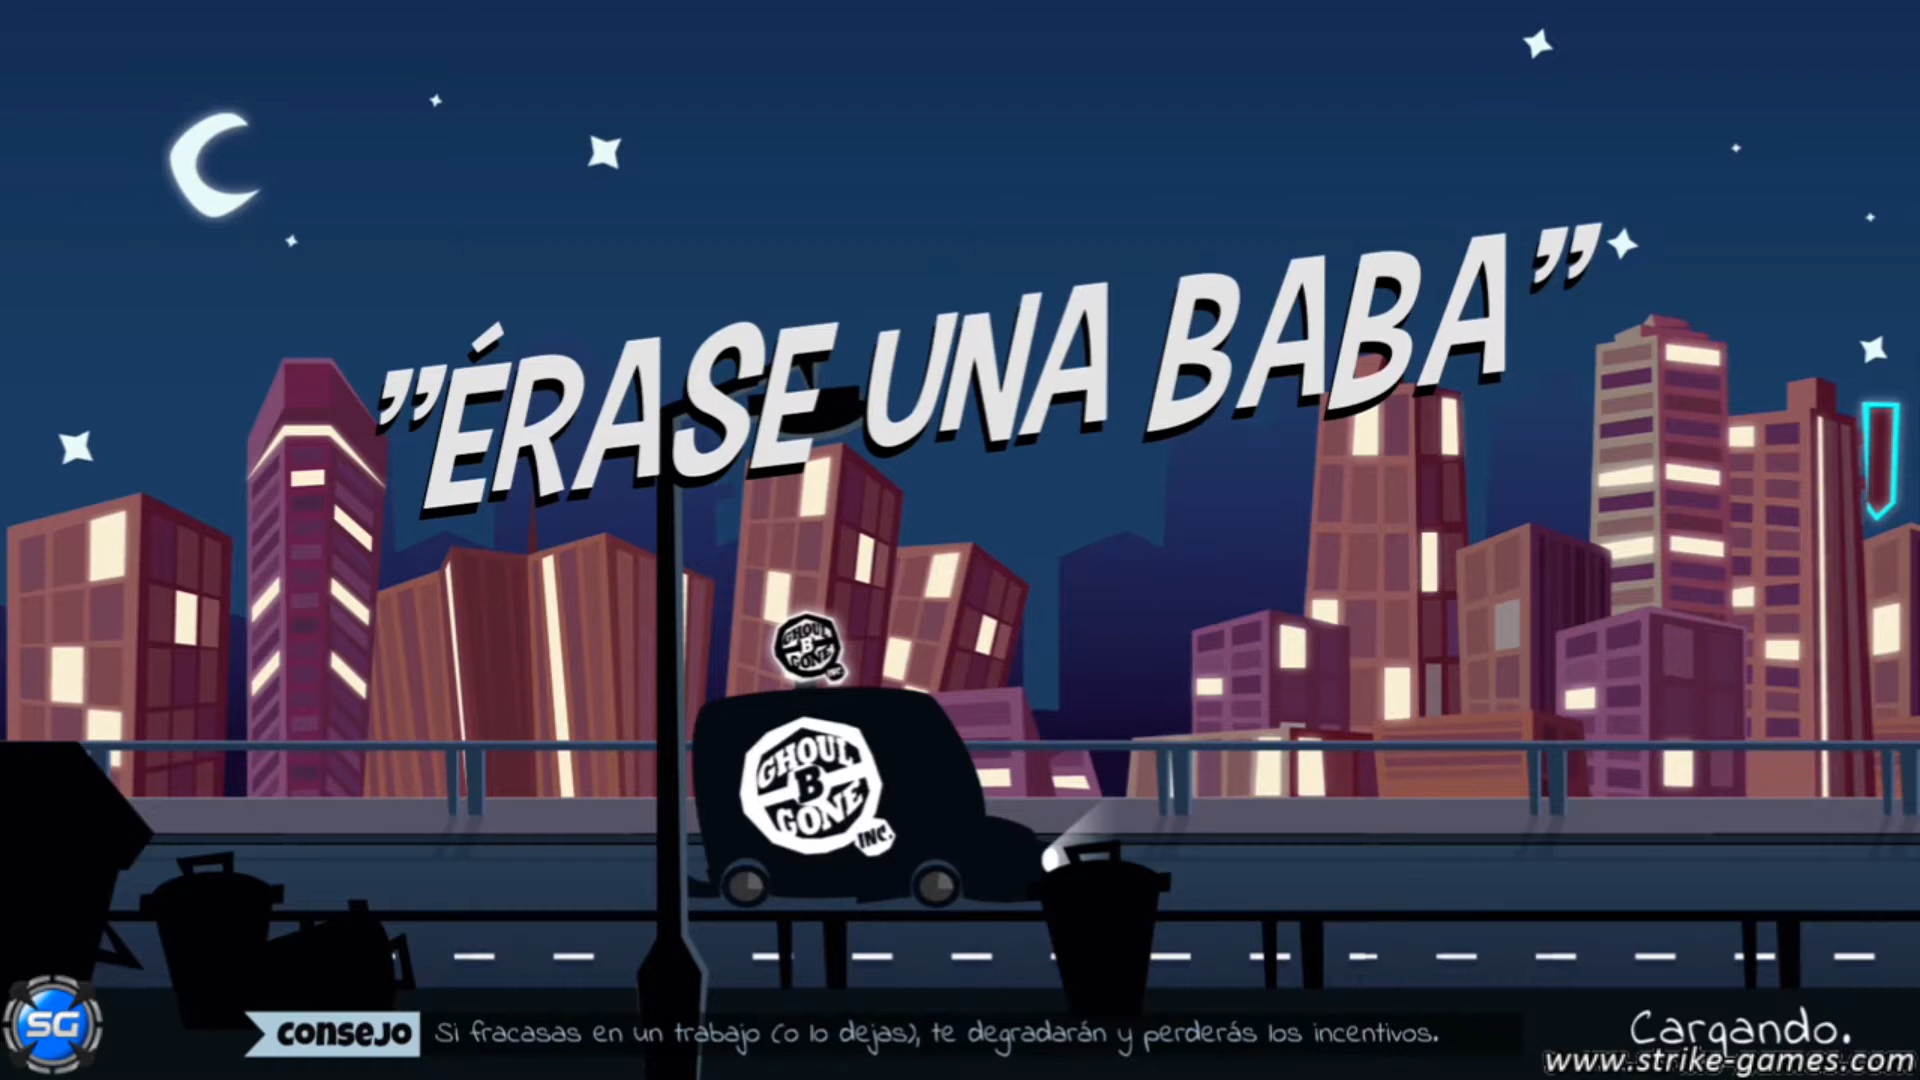 "ÉRASE UNA BABA"
GHOUL
B
GONE
INC
GHOUL
B
GONE
INC.
SG
CONSEJO Si fracasas en un trabajo (o lo dejas), te degradarán y perderás los incentivos.
Cargando.
www.strike-games.com